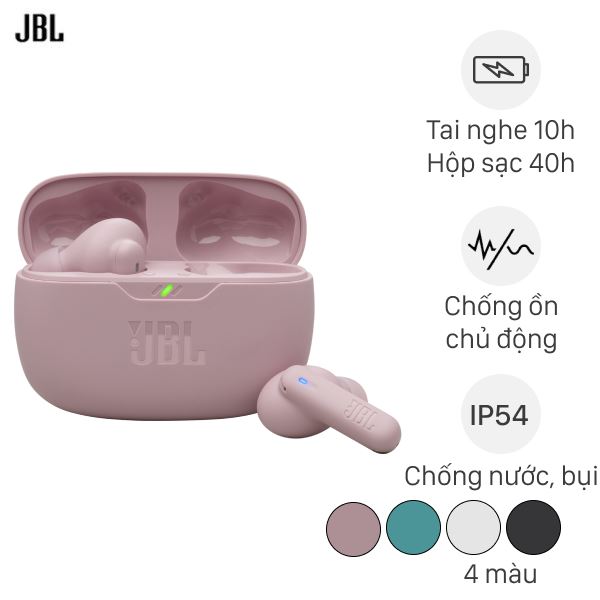 JBL
Tai nghe 10h
Hộp sạc 40h
JBL
JBL
Chống ồn
chủ động
IP54
Chống nước, bụi
4 màu